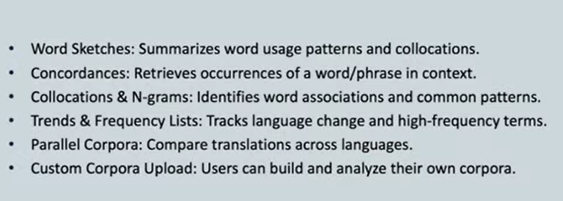 • Word Sketches: Summarizes word usage patterns and collocations.
• Concordances: Retrieves occurrences of a word/phrase in context.
• Collocations & N-grams: Identifies word associations and common patterns.
• Trends & Frequency Lists: Tracks language change and high-frequency terms.
• Parallel Corpora: Compare translations across languages.
• Custom Corpora Upload: Users can build and analyze their own corpora.